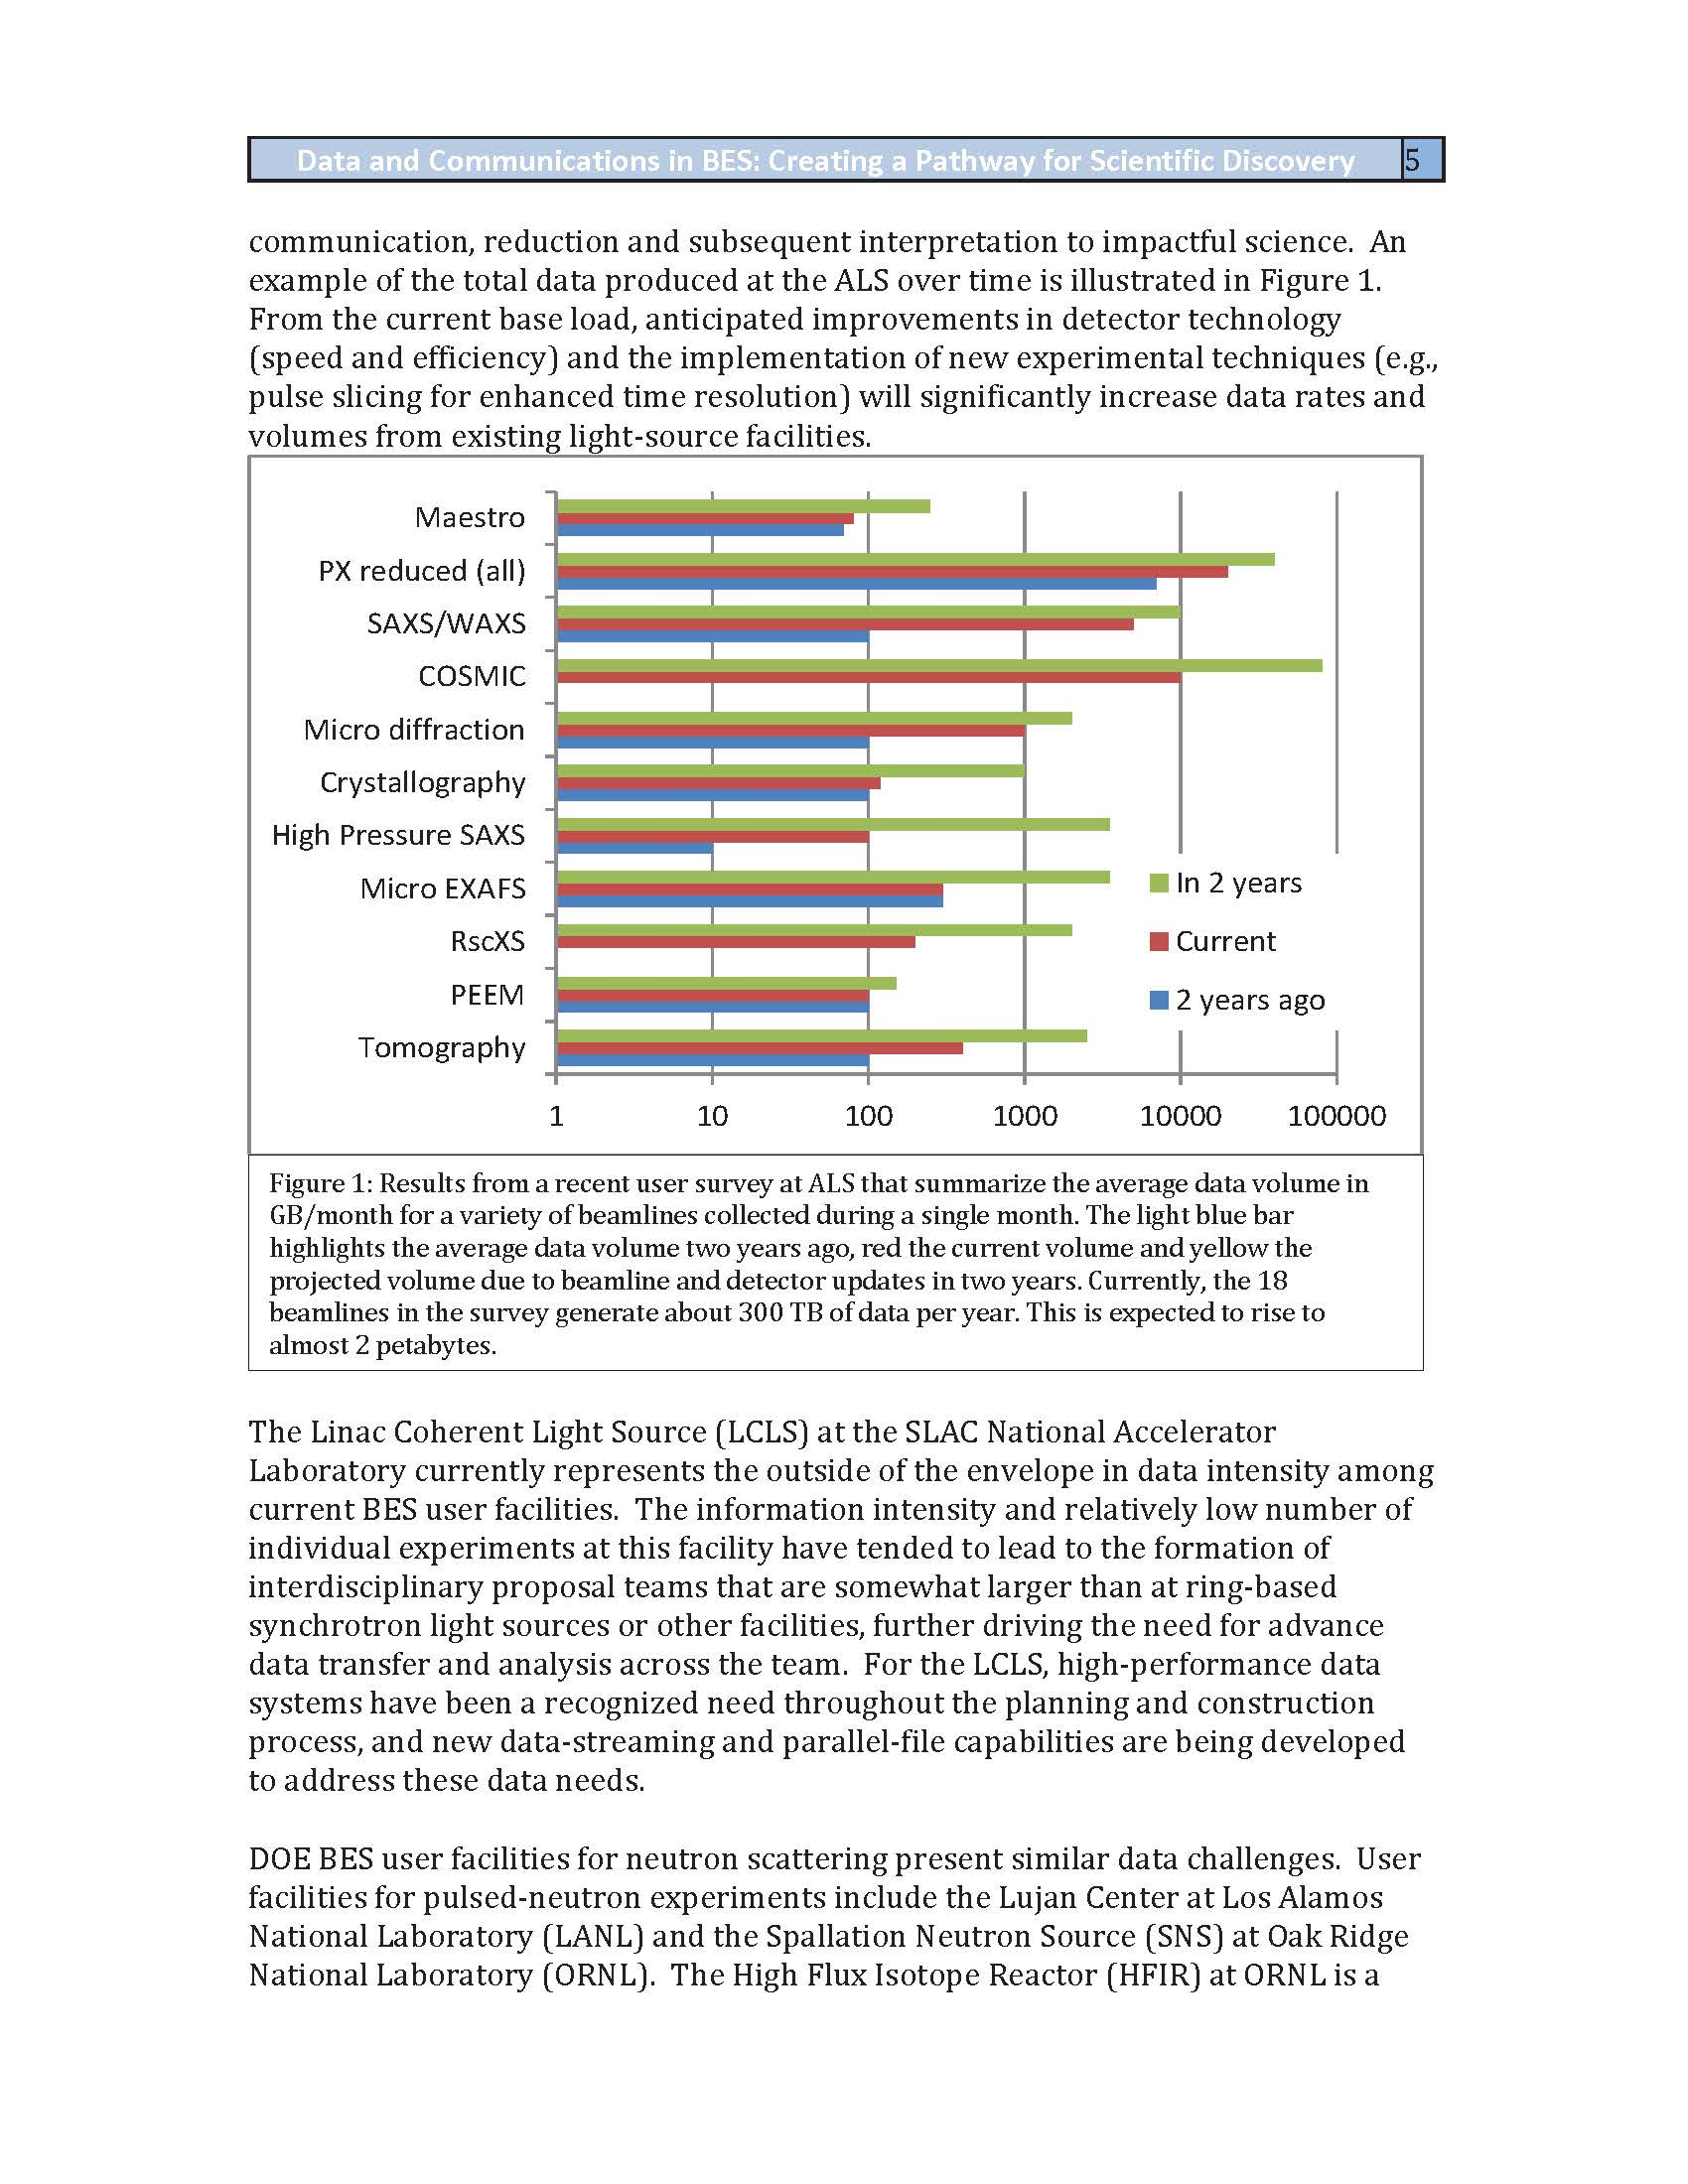 Data and Communications in BES: Creating a Pathway for Scientific Discovery 5
communication, reduction and subsequent interpretation to impactful science.  An
example of the total data produced at the ALS over time is illustrated in Figure 1.
From the current base load, anticipated improvements in detector technology
(speed and efficiency) and the implementation of new experimental techniques (e.g.,
pulse slicing for enhanced time resolution) will significantly increase data rates and
volumes from existing light-source facilities.
Maestro
PX reduced (all)
SAXS/WAXS
COSMIC
Micro diffraction
Crystallography
High Pressure SAXS
Micro EXAFS
RscXS
PEEM
Tomography
In 2 years
Current
2 years ago
1 10 100 1000 10000 100000
Figure 1: Results from a recent user survey at ALS that summarize the average data volume in
GB/month for a variety of beamlines collected during a single month. The light blue bar
highlights the average data volume two years ago, red the current volume and yellow the
projected volume due to beamline and detector updates in two years. Currently, the 18
beamlines in the survey generate about 300 TB of data per year. This is expected to rise to
almost 2 petabytes.
The Linac Coherent Light Source (LCLS) at the SLAC National Accelerator
Laboratory currently represents the outside of the envelope in data intensity among
current BES user facilities.  The information intensity and relatively low number of
individual experiments at this facility have tended to lead to the formation of
interdisciplinary proposal teams that are somewhat larger than at ring-based
synchrotron light sources or other facilities, further driving the need for advance
data transfer and analysis across the team.  For the LCLS, high-performance data
systems have been a recognized need throughout the planning and construction
process, and new data-streaming and parallel-file capabilities are being developed
to address these data needs.
DOE BES user facilities for neutron scattering present similar data challenges.  User
facilities for pulsed-neutron experiments include the Lujan Center at Los Alamos
National Laboratory (LANL) and the Spallation Neutron Source (SNS) at Oak Ridge
National Laboratory (ORNL).  The High Flux Isotope Reactor (HFIR) at ORNL is a